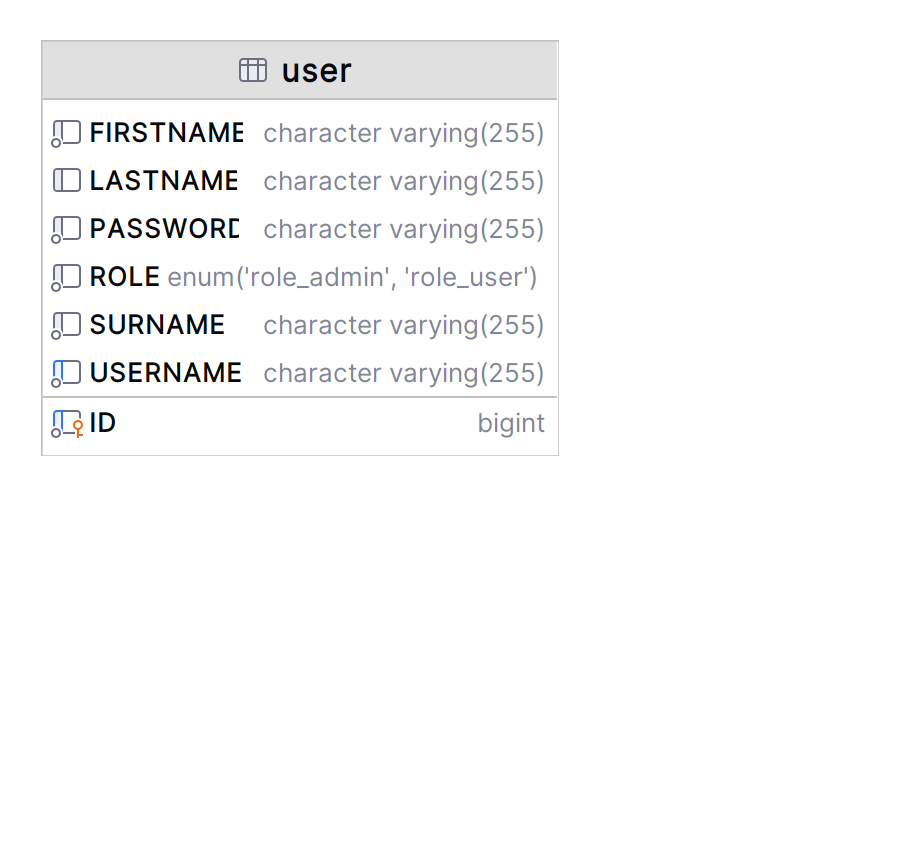 user
FIRSTNAME character varying(255)
LASTNAME character varying(255)
PASSWORD character varying(255)
ROLE enum('role_admin', 'role_user')
SURNAME character varying(255)
USERNAME character varying(255)
ID bigint